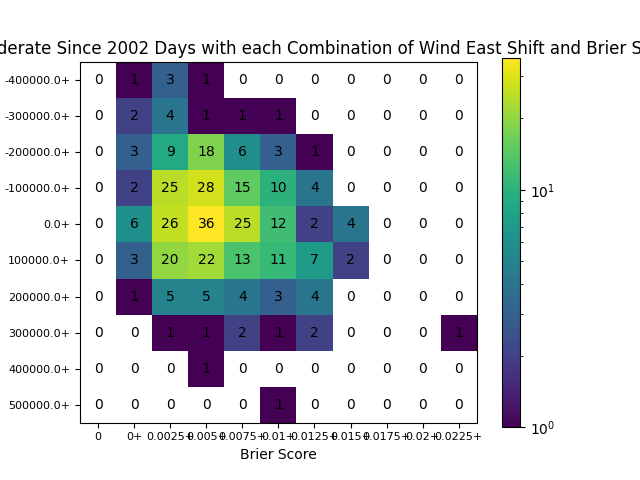 derate Since 2002 Days with each Combination of Wind East Shift and Brier S
-400000.0+ 0 1 3 1 0 0 0 0 0 0 0
-300000.0+ 0 2 4 1 1 1 0 0 0 0 0
-200000.0+ 0 3 9 18 6 3 1 0 0 0 0
-100000.0+ 0 2 25 28 15 10 4 0 0 0 0
0.0+ 0 6 26 36 25 12 2 4 0 0 0
100000.0+ 0 3 20 22 13 11 7 2 0 0 0
200000.0+ 0 1 5 5 4 3 4 0 0 0 0
300000.0+ 0 0 1 1 2 1 2 0 0 0 1
400000.0+ 0 0 0 1 0 0 0 0 0 0 0
500000.0+ 0 0 0 0 0 1 0 0 0 0 0
0 0+ 0.0025+ 0.005+ 0.0075+ 0.01+ 0.0125+ 0.015+ 0.0175+ 0.02+ 0.0225+
Brier Score
10¹
10⁰